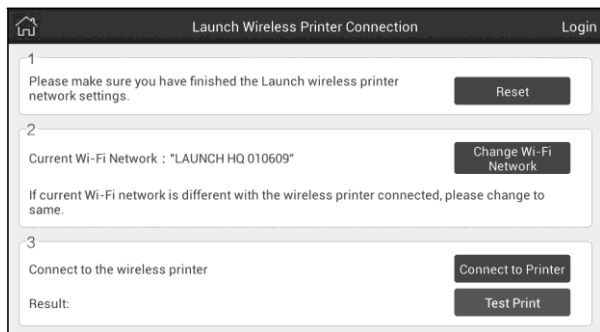 Launch Wireless Printer Connection
Login
1
Please make sure you have finished the Launch wireless printer
network settings.
Reset
2
Current Wi-Fi Network : "LAUNCH HQ 010609"
Change Wi-Fi
Network
If current Wi-Fi network is different with the wireless printer connected, please change to
same.
3
Connect to the wireless printer
Connect to Printer
Result:
Test Print